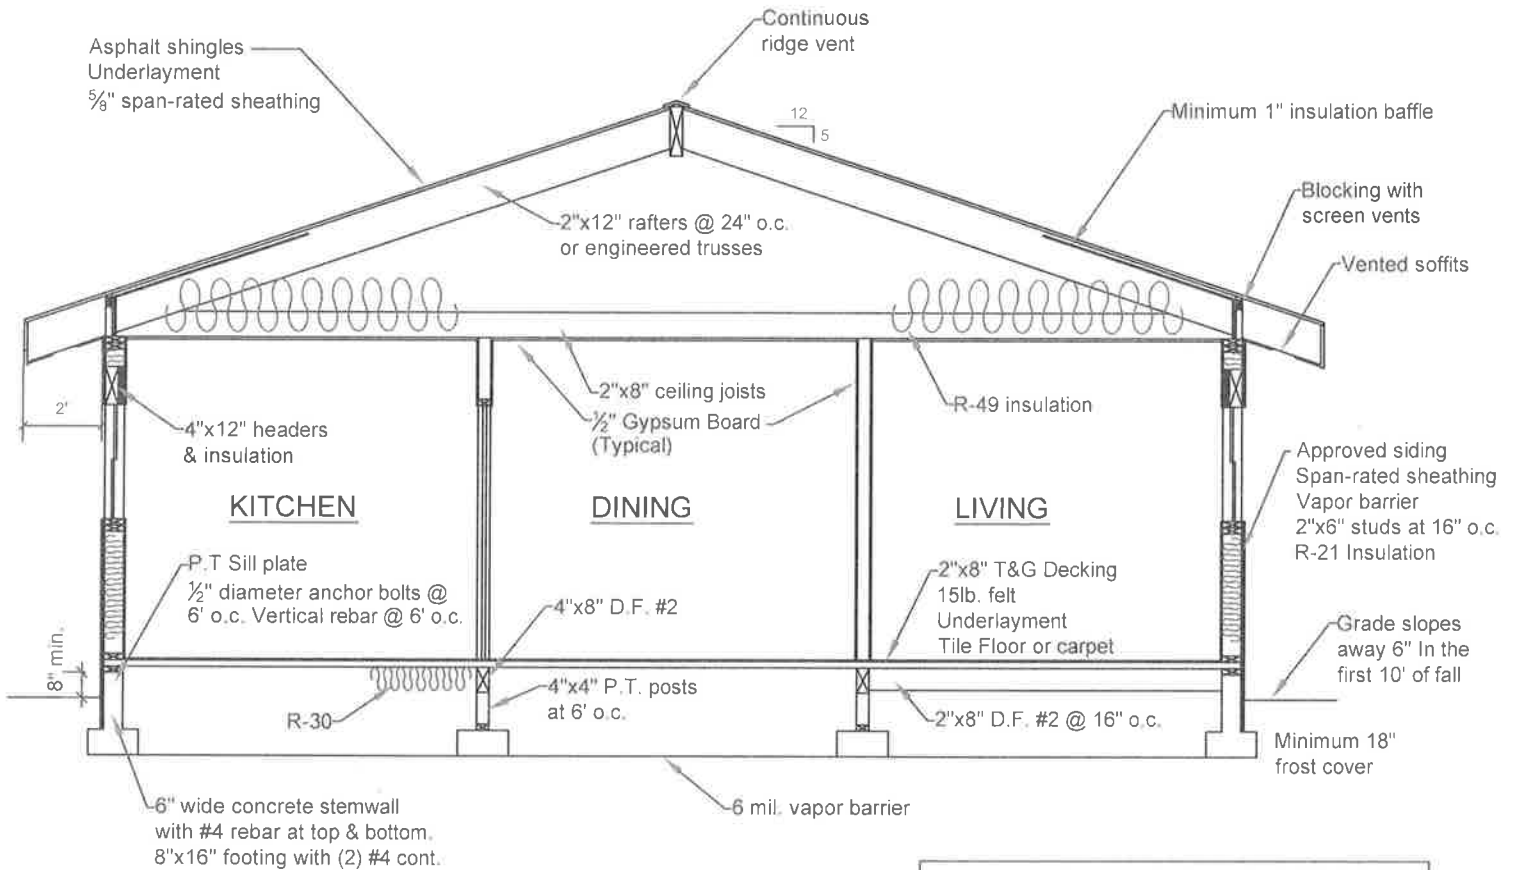 Continuous
ridge vent
Asphalt shingles
Underlayment
⅝" span-rated sheathing
12
5
Minimum 1" insulation baffle
Blocking with
screen vents
2"x12" rafters @ 24" o.c.
or engineered trusses
Vented soffits
2"x8" ceiling joists
½" Gypsum Board
(Typical)
R-49 insulation
2'
4"x12" headers
& insulation
Approved siding
Span-rated sheathing
Vapor barrier
2"x6" studs at 16" o.c.
R-21 Insulation
KITCHEN
DINING
LIVING
P.T Sill plate
½" diameter anchor bolts @
6' o.c. Vertical rebar @ 6' o.c.
4"x8" D.F. #2
2"x8" T&G Decking
15lb. felt
Underlayment
Tile Floor or carpet
Grade slopes
away 6" In the
first 10' of fall
8" min.
R-30
4"x4" P.T. posts
at 6' o.c.
2"x8" D.F. #2 @ 16" o.c.
Minimum 18"
frost cover
6" wide concrete stemwall
with #4 rebar at top & bottom.
8"x16" footing with (2) #4 cont.
6 mil. vapor barrier